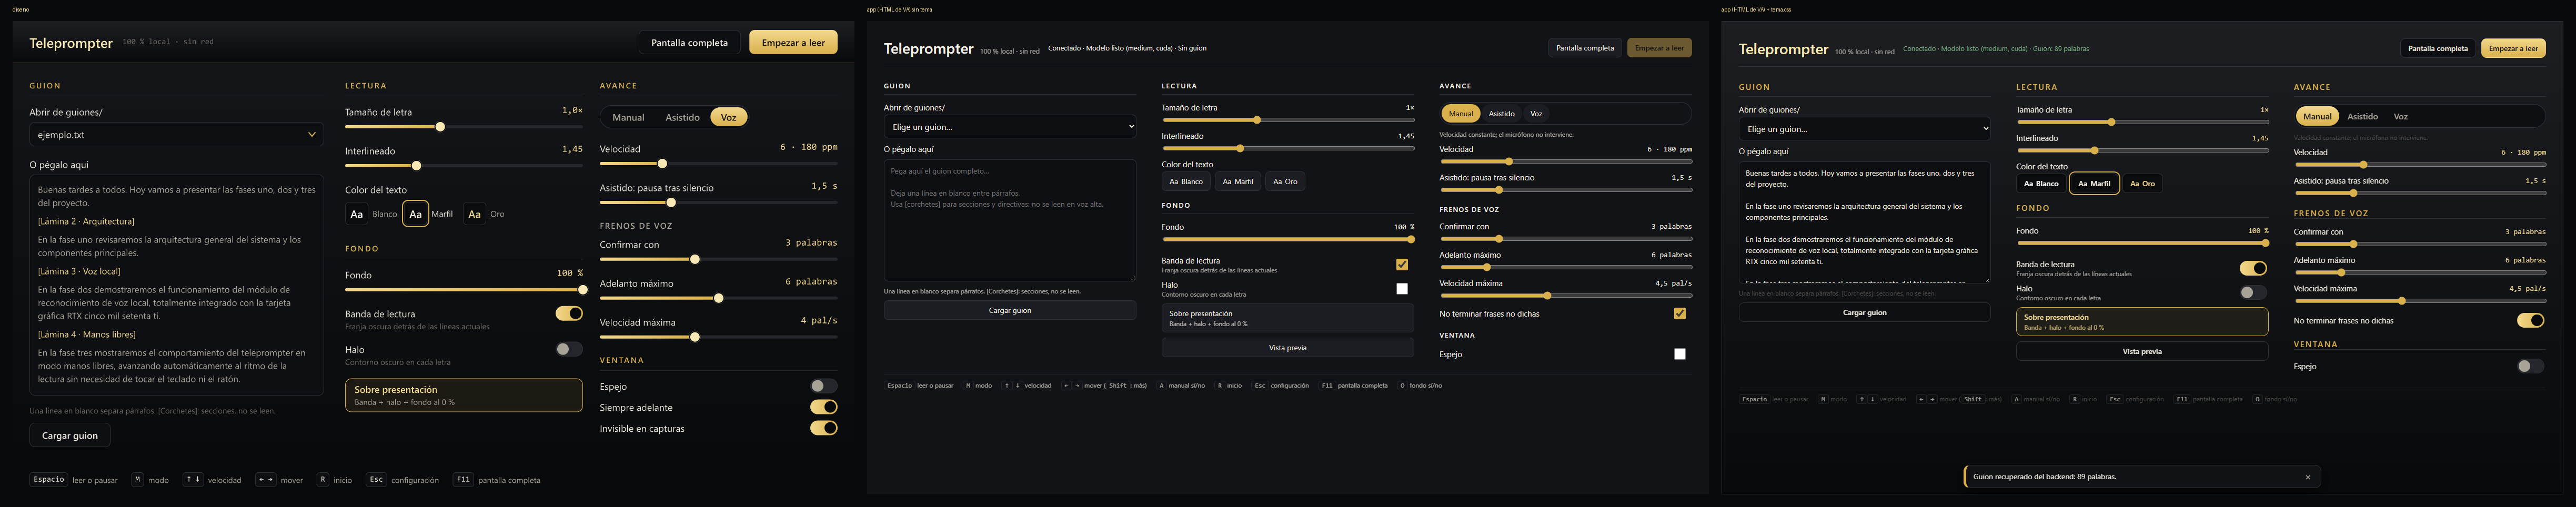 diseno
Teleprompter 100 % local · sin red
Pantalla completa
Empezar a leer
GUION
Abrir de guiones/
ejemplo.txt
O pégalo aquí
Buenas tardes a todos. Hoy vamos a presentar las fases uno, dos y tres
del proyecto.
[Lámina 2 · Arquitectura]
En la fase uno revisaremos la arquitectura general del sistema y los
componentes principales.
[Lámina 3 · Voz local]
En la fase dos demostraremos el funcionamiento del módulo de
reconocimiento de voz local, totalmente integrado con la tarjeta
gráfica RTX cinco mil setenta ti.
[Lámina 4 · Manos libres]
En la fase tres mostraremos el comportamiento del teleprompter en
modo manos libres, avanzando automáticamente al ritmo de la
lectura sin necesidad de tocar el teclado ni el ratón.
Una línea en blanco separa párrafos. [Corchetes]: secciones, no se leen.
Cargar guion
LECTURA
Tamaño de letra 1,0×
Interlineado 1,45
Color del texto
Aa Blanco Aa Marfil Aa Oro
FONDO
Fondo 100 %
Banda de lectura
Franja oscura detrás de las líneas actuales
Halo
Contorno oscuro en cada letra
Sobre presentación
Banda + halo + fondo al 0 %
AVANCE
Manual Asistido Voz
Velocidad 6 · 180 ppm
Asistido: pausa tras silencio 1,5 s
FRENOS DE VOZ
Confirmar con 3 palabras
Adelanto máximo 6 palabras
Velocidad máxima 4 pal/s
VENTANA
Espejo
Siempre adelante
Invisible en capturas
Espacio leer o pausar M modo ↑ ↓ velocidad ← → mover R inicio Esc configuración F11 pantalla completa
app (HTML de VA) sin tema
Teleprompter 100 % local · sin red Conectado · Modelo listo (medium, cuda) · Sin guion
Pantalla completa
Empezar a leer
GUION
Abrir de guiones/
Elige un guion...
O pégalo aquí
Pega aquí el guion completo...
Deja una línea en blanco entre párrafos.
Usa [corchetes] para secciones y directivas: no se leen en voz alta.
Una línea en blanco separa párrafos. [Corchetes]: secciones, no se leen.
Cargar guion
LECTURA
Tamaño de letra 1×
Interlineado 1,45
Color del texto
Aa Blanco Aa Marfil Aa Oro
FONDO
Fondo 100 %
Banda de lectura
Franja oscura detrás de las líneas actuales
Halo
Contorno oscuro en cada letra
Sobre presentación
Banda + halo + fondo al 0 %
Vista previa
AVANCE
Manual Asistido Voz
Velocidad constante; el micrófono no interviene.
Velocidad 6 · 180 ppm
Asistido: pausa tras silencio 1,5 s
FRENOS DE VOZ
Confirmar con 3 palabras
Adelanto máximo 6 palabras
Velocidad máxima 4,5 pal/s
No terminar frases no dichas
VENTANA
Espejo
Espacio leer o pausar M modo ↑ ↓ velocidad ← → mover ( Shift : más) A manual sí/no R inicio Esc configuración F11 pantalla completa O fondo sí/no
app (HTML de VA) + tema.css
Teleprompter 100 % local · sin red Conectado · Modelo listo (medium, cuda) · Guion: 89 palabras
Pantalla completa
Empezar a leer
GUION
Abrir de guiones/
Elige un guion...
O pégalo aquí
Buenas tardes a todos. Hoy vamos a presentar las fases uno, dos y tres
del proyecto.
En la fase uno revisaremos la arquitectura general del sistema y los
componentes principales.
En la fase dos demostraremos el funcionamiento del módulo de
reconocimiento de voz local, totalmente integrado con la tarjeta gráfica
RTX cinco mil setenta ti.
En la fase tres mostraremos el comportamiento del teleprompter en
Una línea en blanco separa párrafos. [Corchetes]: secciones, no se leen.
Cargar guion
LECTURA
Tamaño de letra 1×
Interlineado 1,45
Color del texto
Aa Blanco Aa Marfil Aa Oro
FONDO
Fondo 100 %
Banda de lectura
Franja oscura detrás de las líneas actuales
Halo
Contorno oscuro en cada letra
Sobre presentación
Banda + halo + fondo al 0 %
Vista previa
AVANCE
Manual Asistido Voz
Velocidad constante; el micrófono no interviene.
Velocidad 6 · 180 ppm
Asistido: pausa tras silencio 1,5 s
FRENOS DE VOZ
Confirmar con 3 palabras
Adelanto máximo 6 palabras
Velocidad máxima 4,5 pal/s
No terminar frases no dichas
VENTANA
Espejo
Espacio leer o pausar M modo ↑ ↓ velocidad ← → mover ( Shift : más) A manual sí/no R inicio Esc configuración F11 pantalla completa O fondo sí/no
Guion recuperado del backend: 89 palabras. ×